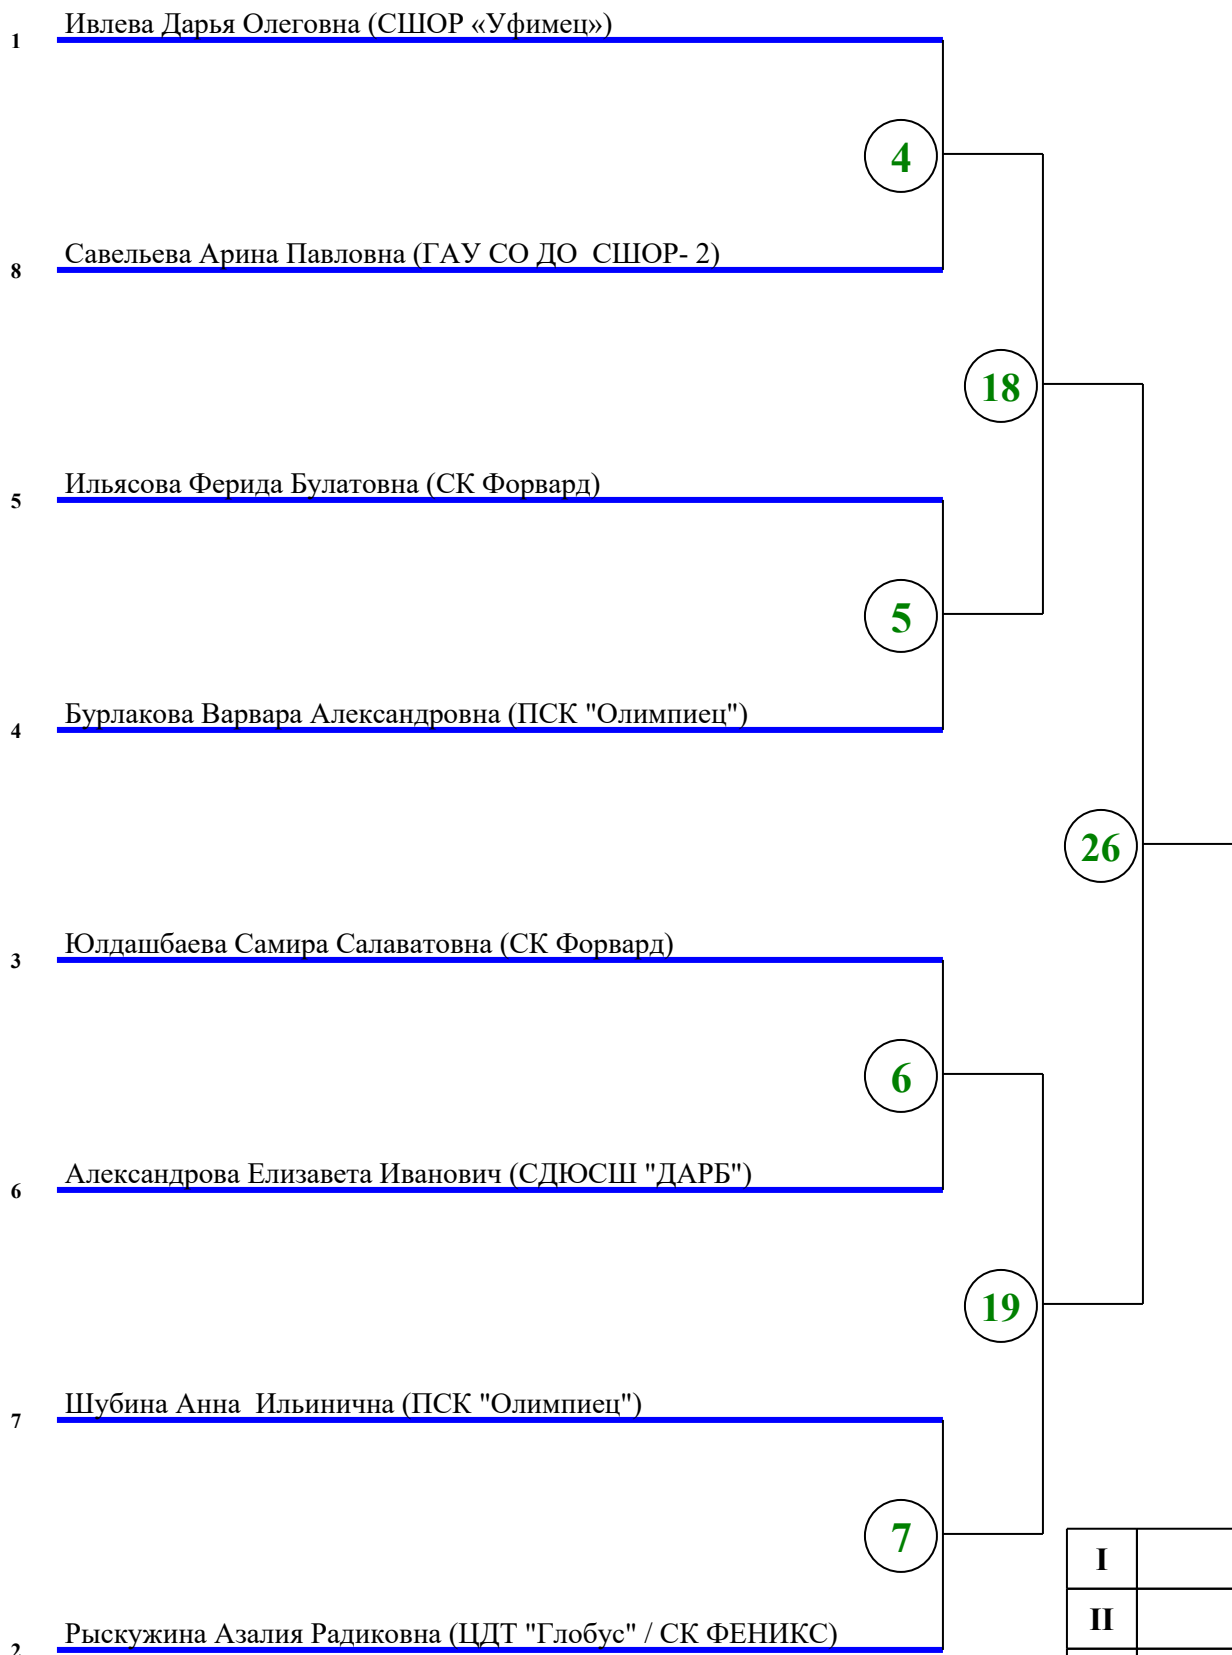 Ивлева Дарья Олеговна (СШОР «Уфимец»)
1
4
Савельева Арина Павловна (ГАУ СО ДО  СШОР- 2)
8
18
Ильясова Ферида Булатовна (СК Форвард)
5
5
Бурлакова Варвара Александровна (ПСК "Олимпиец")
4
26
Юлдашбаева Самира Салаватовна (СК Форвард)
3
6
Александрова Елизавета Иванович (СДЮСШ "ДАРБ")
6
19
Шубина Анна  Ильинична (ПСК "Олимпиец")
7
7
I
II
Рыскужина Азалия Радиковна (ЦДТ "Глобус" / СК ФЕНИКС)
2